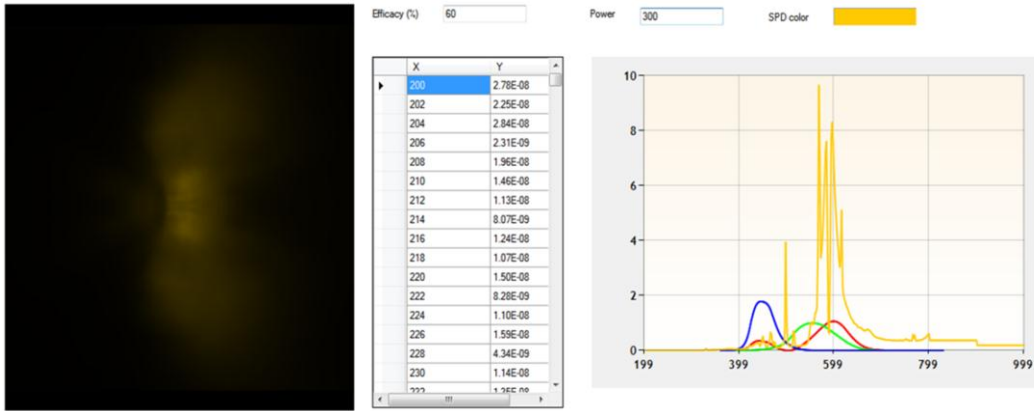 Efficacy (%) 60 Power 300 SPD color
X Y
200 2.78E-08
202 2.25E-08
204 2.84E-08
206 2.31E-09
208 1.96E-08
210 1.46E-08
212 1.13E-08
214 8.07E-09
216 1.24E-08
218 1.07E-08
220 1.50E-08
222 8.28E-09
224 1.10E-08
226 1.59E-08
228 4.34E-09
230 1.14E-08
10
8
6
4
2
0
199 399 599 799 999